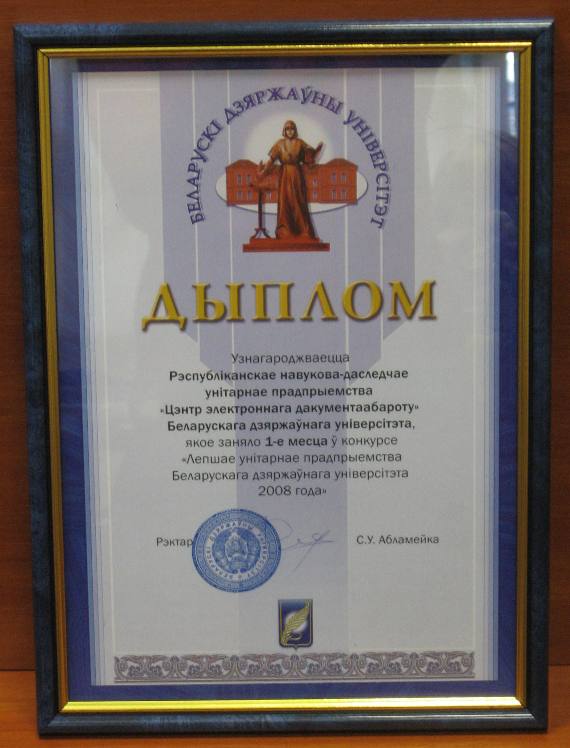 БЕЛАРУСКІ ДЗЯРЖАЎНЫ УНІВЕРСІТЭТ
ДЫПЛОМ
Узнагароджваецца
Рэспубліканскае навукова-даследчае
унітарнае прадпрыемства
«Цэнтр электроннага дакументаабароту»
Беларускага дзяржаўнага універсітэта,
якое заняло 1-е месца ў конкурсе
«Лепшае унітарнае прадпрыемства
Беларускага дзяржаўнага універсітэта
2008 года»
Рэктар С.У. Абламейка